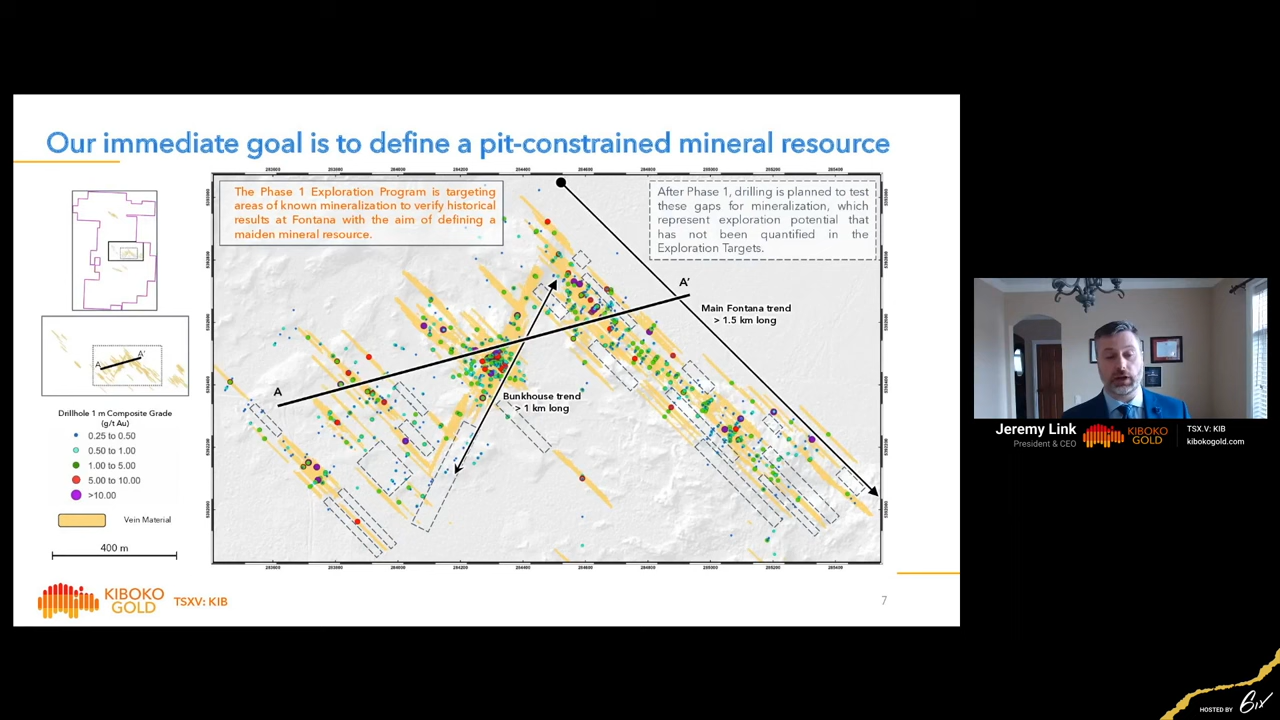 Our immediate goal is to define a pit-constrained mineral resource
The Phase 1 Exploration Program is targeting
areas of known mineralization to verify historical
results at Fontana with the aim of defining a
maiden mineral resource.
After Phase 1, drilling is planned to test
these gaps for mineralization, which
represent exploration potential that
has not been quantified in the
Exploration Targets.
A'
Main Fontana trend
> 1.5 km long
A
Bunkhouse trend
> 1 km long
A
A'
Drillhole 1 m Composite Grade
(g/t Au)
0.25 to 0.50
0.50 to 1.00
1.00 to 5.00
5.00 to 10.00
>10.00
Vein Material
400 m
KIBOKO
GOLD
TSXV: KIB
7
Jeremy Link
President & CEO
KIBOKO
GOLD
TSX.V: KIB
kibokogold.com
HOSTED BY 6ix